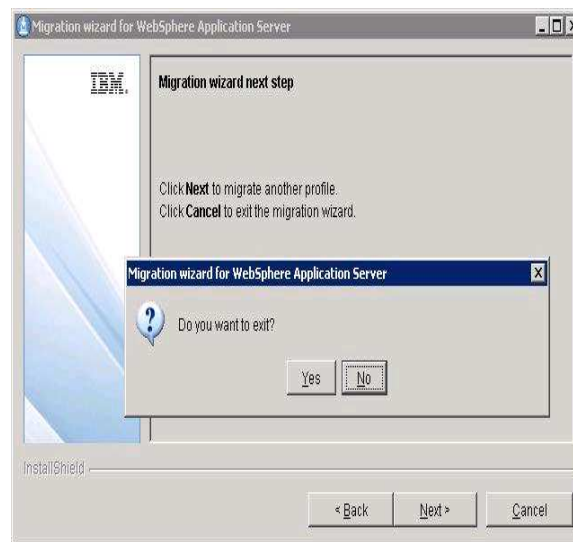 Migration wizard for WebSphere Application Server
IBM.
Migration wizard next step
Click Next to migrate another profile.
Click Cancel to exit the migration wizard.
Migration wizard for WebSphere Application Server
Do you want to exit?
Yes
No
InstallShield
< Back
Next >
Cancel